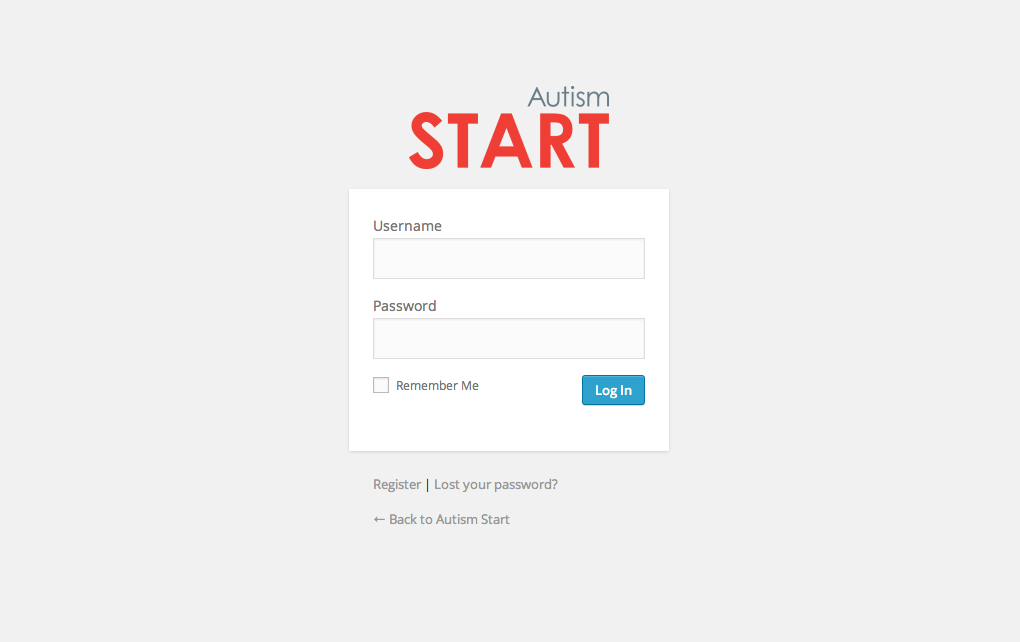 Autism
START
Username
Password
Remember Me
Log In
Register | Lost your password?
← Back to Autism Start